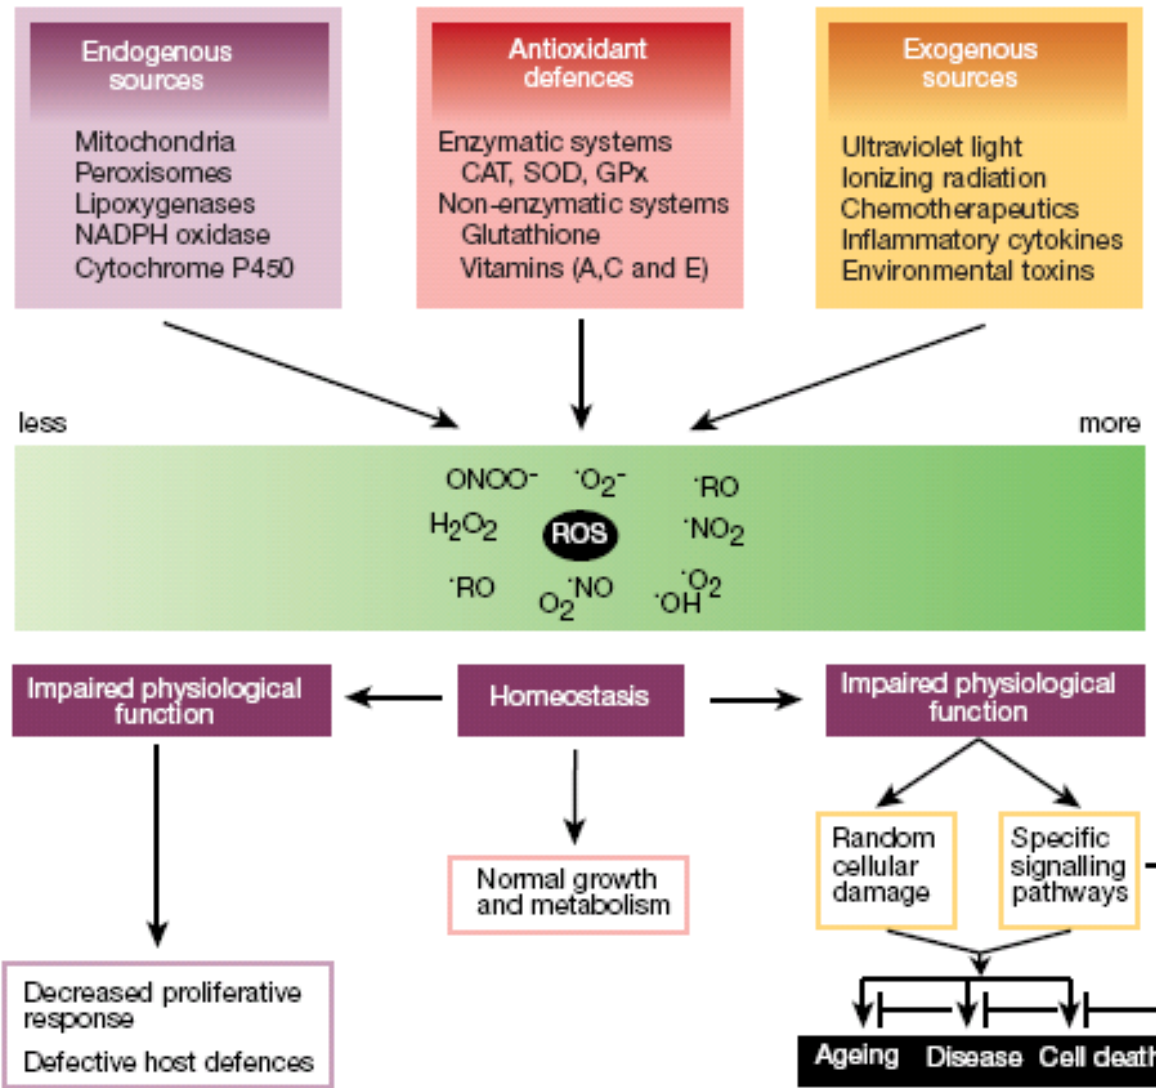 Endogenous
sources
Mitochondria
Peroxisomes
Lipoxygenases
NADPH oxidase
Cytochrome P450
Antioxidant
defences
Enzymatic systems
CAT, SOD, GPx
Non-enzymatic systems
Glutathione
Vitamins (A,C and E)
Exogenous
sources
Ultraviolet light
Ionizing radiation
Chemotherapeutics
Inflammatory cytokines
Environmental toxins
less
more
ONOO⁻ ˙O₂⁻ ˙RO
H₂O₂ ROS ˙NO₂
˙RO O₂ ˙NO ˙OH ˙O₂
Impaired physiological
function
Homeostasis
Impaired physiological
function
Normal growth
and metabolism
Random
cellular
damage
Specific
signalling
pathways
Decreased proliferative
response
Defective host defences
Ageing Disease Cell death